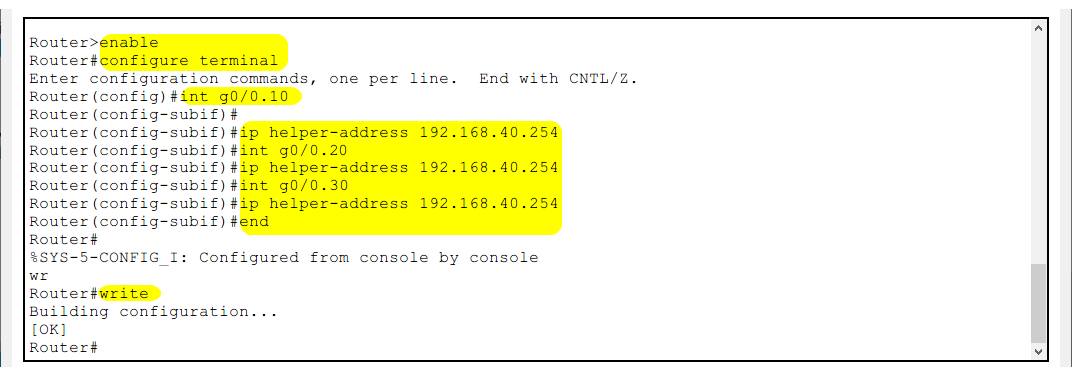 Router>enable
Router#configure terminal
Enter configuration commands, one per line.  End with CNTL/Z.
Router(config)#int g0/0.10
Router(config-subif)#
Router(config-subif)#ip helper-address 192.168.40.254
Router(config-subif)#int g0/0.20
Router(config-subif)#ip helper-address 192.168.40.254
Router(config-subif)#int g0/0.30
Router(config-subif)#ip helper-address 192.168.40.254
Router(config-subif)#end
Router#
%SYS-5-CONFIG_I: Configured from console by console
wr
Router#write
Building configuration...
[OK]
Router#